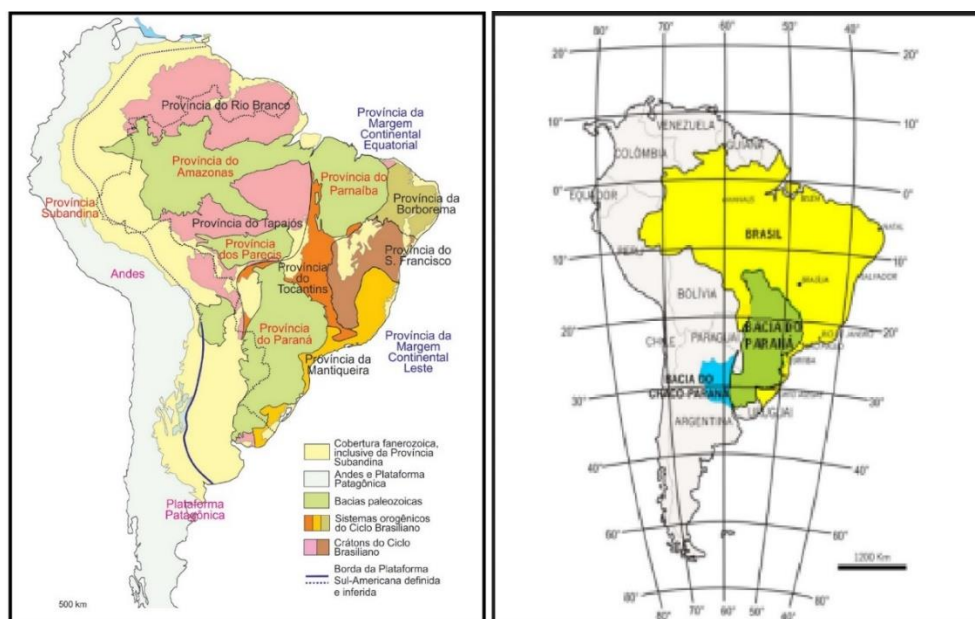 Província do Rio Branco
Província da
Margem
Continental
Equatorial
Província do
Amazonas
Província do
Parnaíba
Província da
Borborema
Província
Subandina
Província do Tapajós
Província
dos Parecis
Província do
S. Francisco
Andes
Província
do
Tocantins
Província
do Paraná
Província da
Margem
Continental
Leste
Província da
Mantiqueira
Plataforma
Patagônica
Cobertura fanerozoica,
inclusive da Província
Subandina
Andes e Plataforma
Patagônica
Bacias paleozoicas
Sistemas orogênicos
do Ciclo Brasiliano
Crátons do Ciclo
Brasiliano
Borda da Plataforma
Sul-Americana definida
e inferida
500 km
80° 70° 60° 50° 40°
20° 20°
10° 10°
VENEZUELA
GUIANA
COLÔMBIA
0° 0°
EQUADOR
BELÉM
NATAL
BRASIL
PERU
10° 10°
SALVADOR
BRASÍLIA
BOLÍVIA
20° 20°
BACIA DO
PARANÁ
RIO DE JANEIRO
CHILE
PARAGUAI
BACIA DO
CHACO-PARANÁ
30° 30°
URUGUAI
ARGENTINA
40° 40°
60° 60°
80° 70° 60° 50° 40°
1200 Km